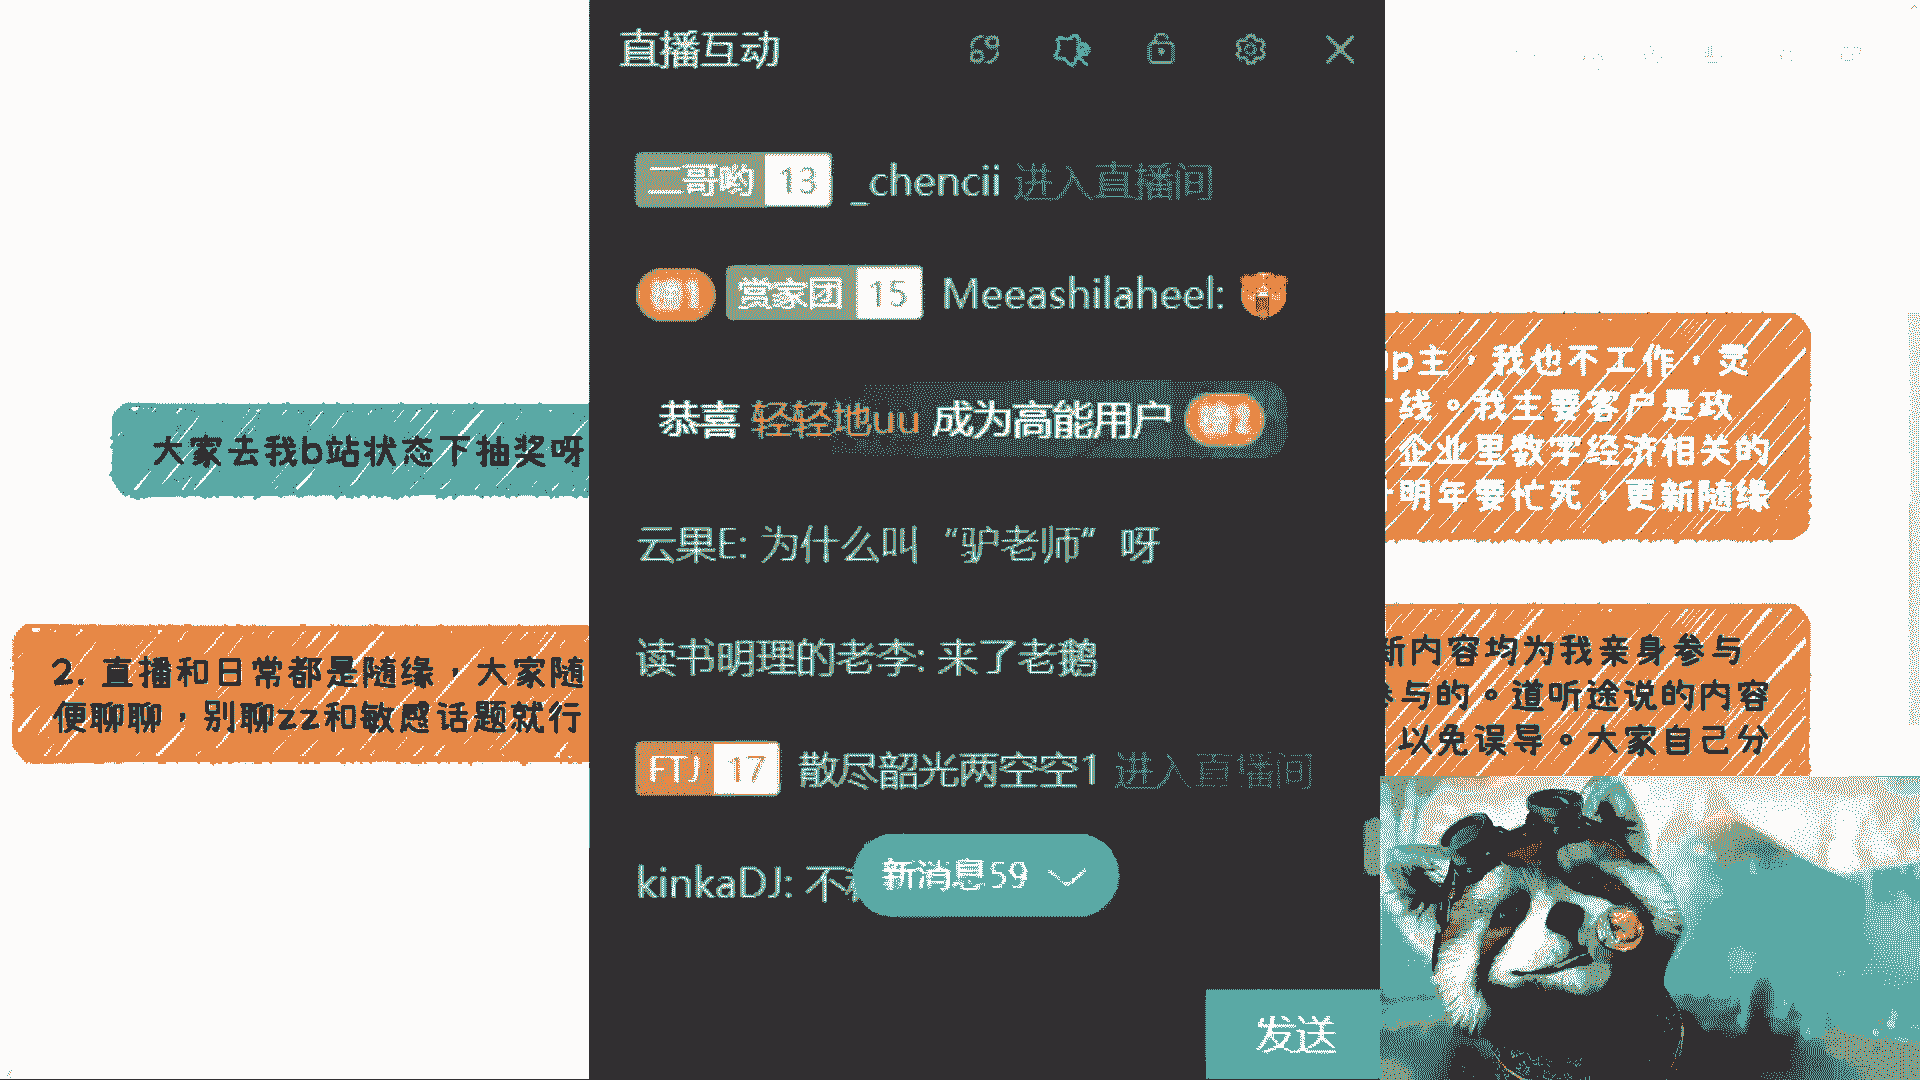 直播互动
二哥哟 13 _chencii 进入直播间
赏家团 15 Meeashilaheel:
恭喜 轻轻地uu 成为高能用户
云果E: 为什么叫“驴老师”呀
读书明理的老李: 来了老鹅
FTJ 17 散尽韶光两空空1 进入直播间
kinkaDJ: 不
新消息59
发送
大家去我b站状态下抽奖呀
2. 直播和日常都是随缘，大家随
便聊聊，别聊zz和敏感话题就行
up主，我也不工作，灵
线。我主要客户是政
企业里数字经济相关的
明年要忙死，更新随缘
新内容均为我亲身参与
参与的。道听途说的内容
以免误导。大家自己分